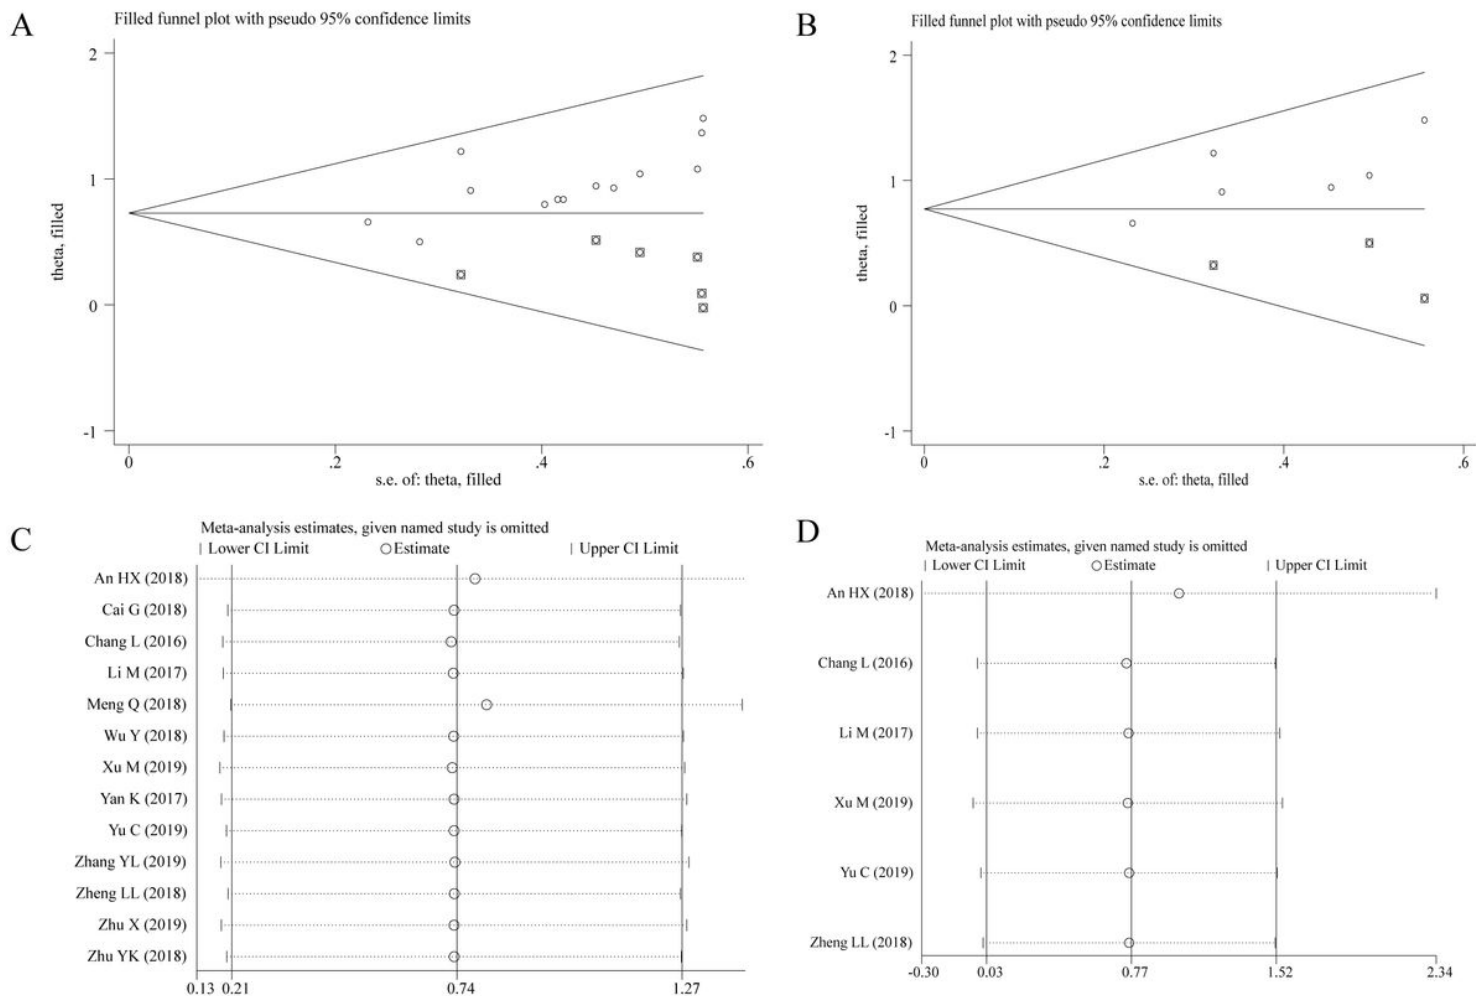 A
Filled funnel plot with pseudo 95% confidence limits
theta, filled
2
1
0
-1
0 .2 .4 .6
s.e. of: theta, filled
B
Filled funnel plot with pseudo 95% confidence limits
theta, filled
2
1
0
-1
0 .2 .4 .6
s.e. of: theta, filled
C
Meta-analysis estimates, given named study is omitted
Lower CI Limit Estimate Upper CI Limit
An HX (2018)
Cai G (2018)
Chang L (2016)
Li M (2017)
Meng Q (2018)
Wu Y (2018)
Xu M (2019)
Yan K (2017)
Yu C (2019)
Zhang YL (2019)
Zheng LL (2018)
Zhu X (2019)
Zhu YK (2018)
0.13 0.21 0.74 1.27
D
Meta-analysis estimates, given named study is omitted
Lower CI Limit Estimate Upper CI Limit
An HX (2018)
Chang L (2016)
Li M (2017)
Xu M (2019)
Yu C (2019)
Zheng LL (2018)
-0.30 0.03 0.77 1.52 2.34